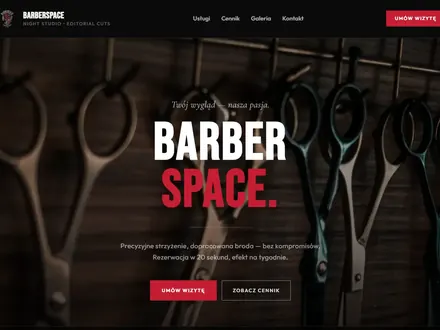 BARBERSPACE
NIGHT STUDIO · EDITORIAL CUTS
Usługi Cennik Galeria Kontakt
UMÓW WIZYTĘ
Twój wygląd — nasza pasja.
BARBER
SPACE.
Precyzyjne strzyżenie, dopracowana broda — bez kompromisów.
Rezerwacja w 20 sekund, efekt na tygodnie.
UMÓW WIZYTĘ
ZOBACZ CENNIK